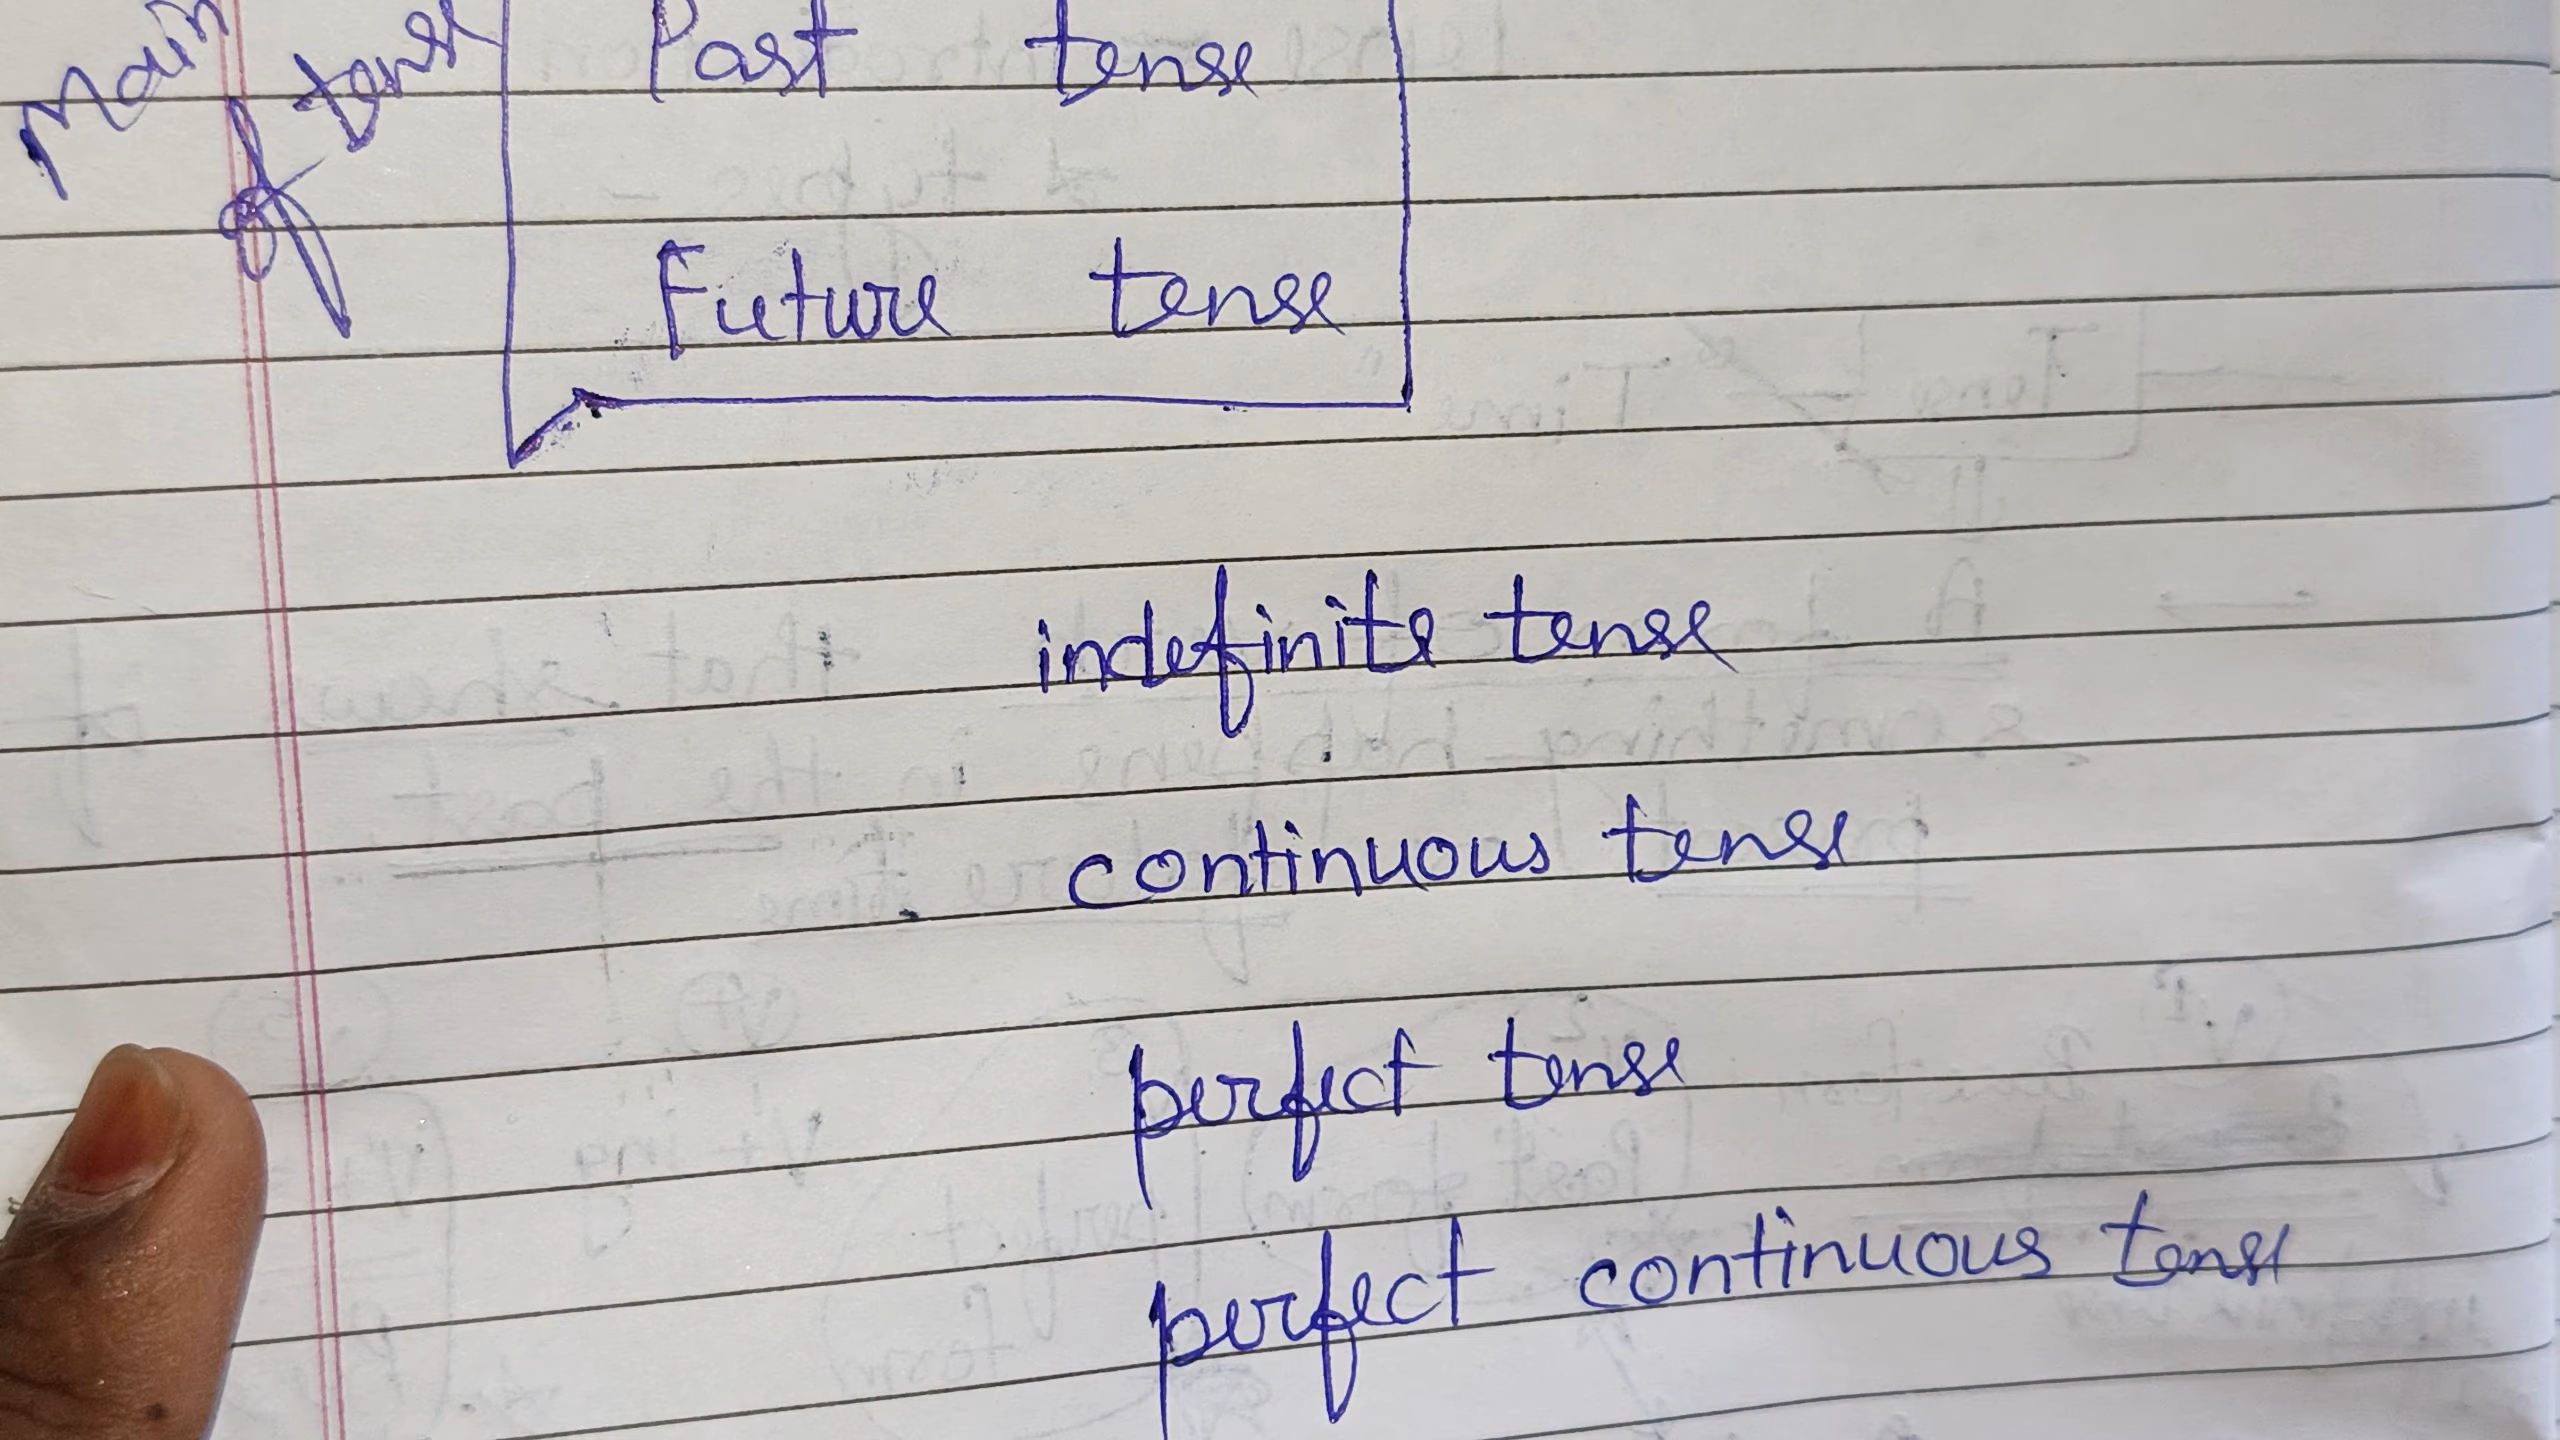 Main
of tense
Past tense
Future tense
indefinite tense
continuous tense
perfect tense
perfect continuous tense